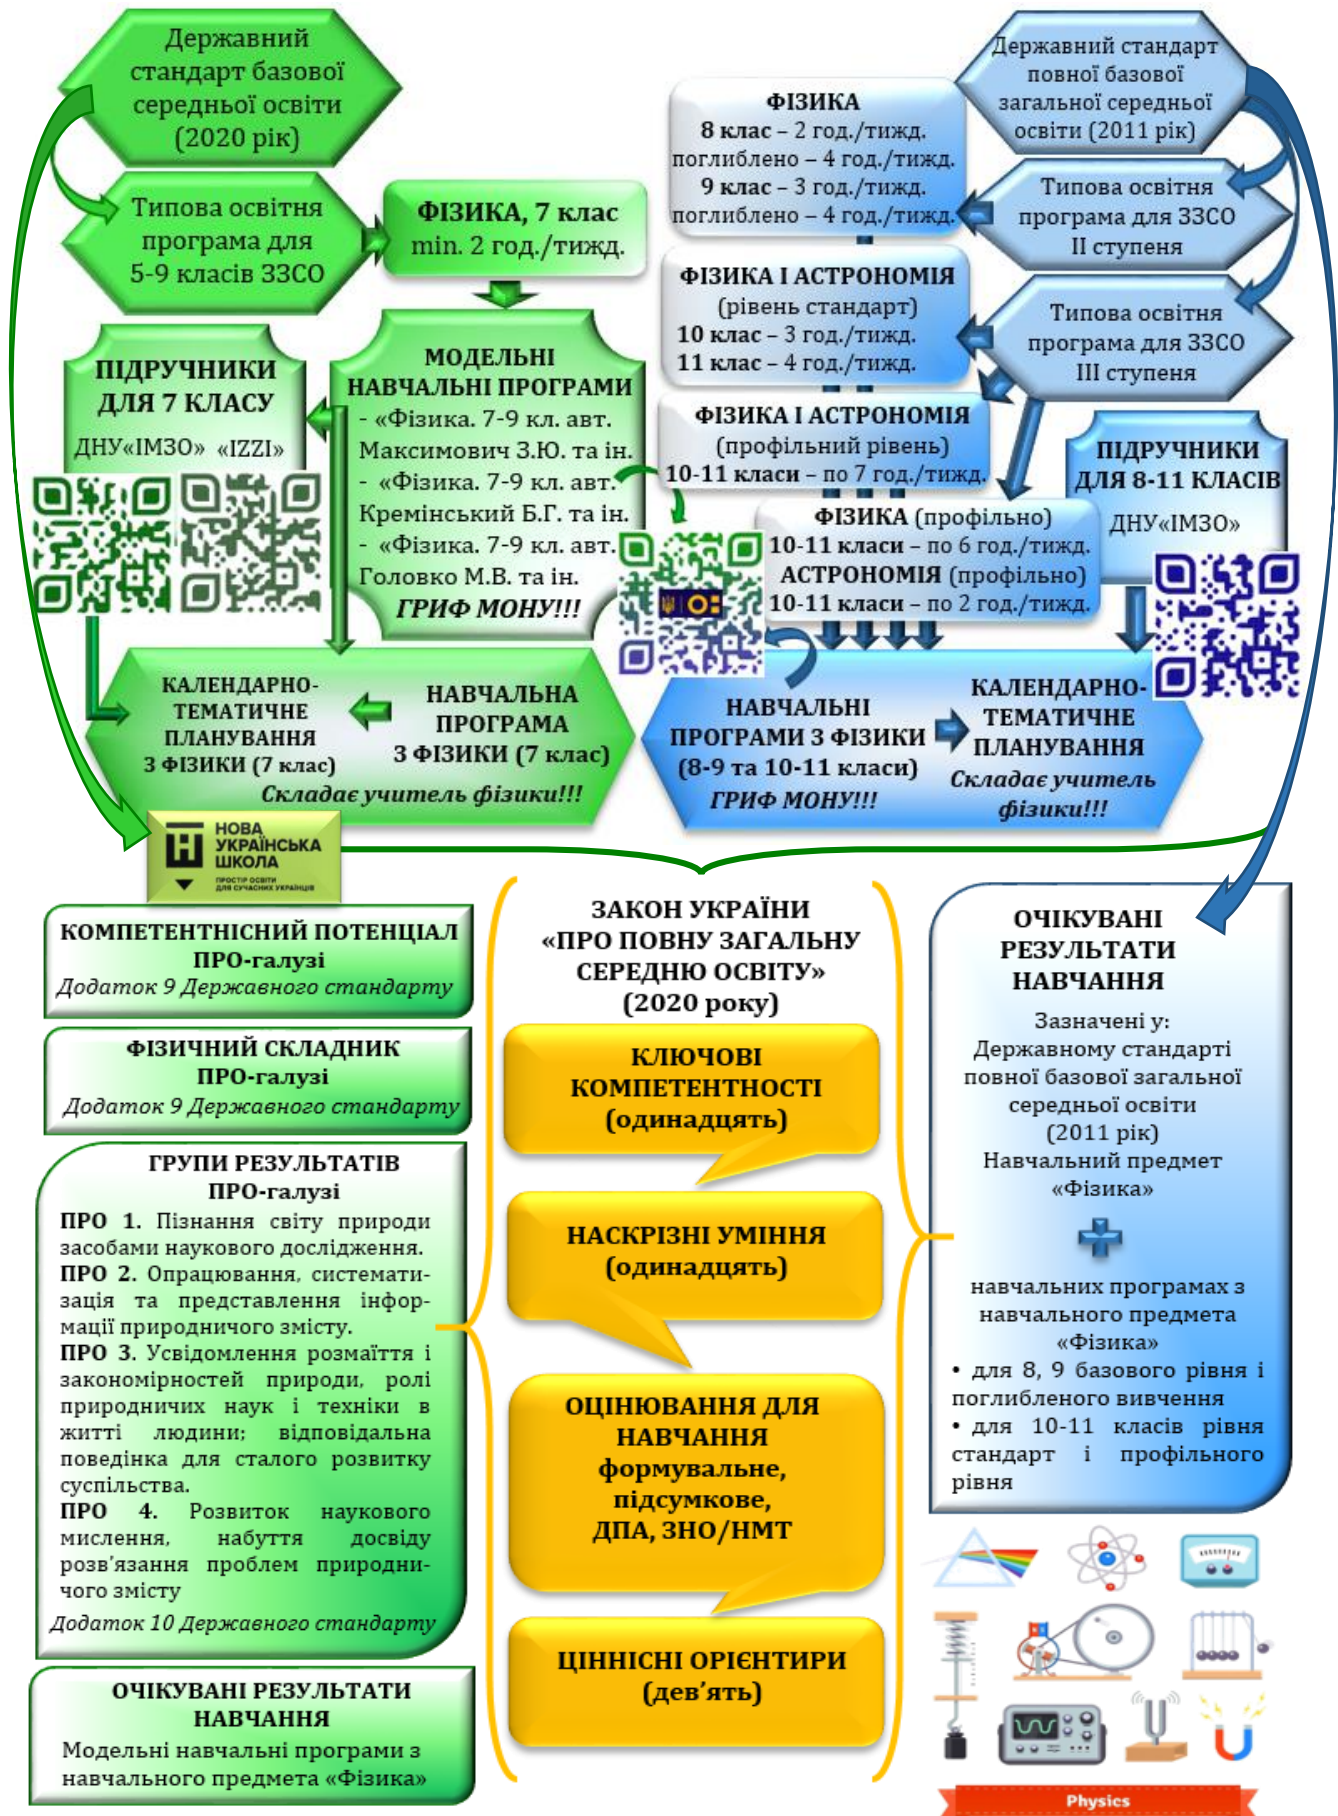 Державний
стандарт базової
середньої освіти
(2020 рік)
Типова освітня
програма для
5-9 класів ЗЗСО
ФІЗИКА, 7 клас
min. 2 год./тижд.
ПІДРУЧНИКИ
ДЛЯ 7 КЛАСУ
ДНУ«ІМЗО» «IZZI»
МОДЕЛЬНІ
НАВЧАЛЬНІ ПРОГРАМИ
- «Фізика. 7-9 кл. авт.
Максимович З.Ю. та ін.
- «Фізика. 7-9 кл. авт.
Кремінський Б.Г. та ін.
- «Фізика. 7-9 кл. авт.
Головко М.В. та ін.
ГРИФ МОНУ!!!
КАЛЕНДАРНО-
ТЕМАТИЧНЕ
ПЛАНУВАННЯ
З ФІЗИКИ (7 клас)
НАВЧАЛЬНА
ПРОГРАМА
З ФІЗИКИ (7 клас)
Складає учитель фізики!!!
Державний стандарт
повної базової
загальної середньої
освіти (2011 рік)
ФІЗИКА
8 клас – 2 год./тижд.
поглиблено – 4 год./тижд.
9 клас – 3 год./тижд.
поглиблено – 4 год./тижд.
Типова освітня
програма для ЗЗСО
ІІ ступеня
ФІЗИКА І АСТРОНОМІЯ
(рівень стандарт)
10 клас – 3 год./тижд.
11 клас – 4 год./тижд.
Типова освітня
програма для ЗЗСО
ІІІ ступеня
ФІЗИКА І АСТРОНОМІЯ
(профільний рівень)
10-11 класи – по 7 год./тижд.
ФІЗИКА (профільно)
10-11 класи – по 6 год./тижд.
АСТРОНОМІЯ (профільно)
10-11 класи – по 2 год./тижд.
ПІДРУЧНИКИ
ДЛЯ 8-11 КЛАСІВ
ДНУ«ІМЗО»
НАВЧАЛЬНІ
ПРОГРАМИ З ФІЗИКИ
(8-9 та 10-11 класи)
ГРИФ МОНУ!!!
КАЛЕНДАРНО-
ТЕМАТИЧНЕ
ПЛАНУВАННЯ
Складає учитель
фізики!!!
НОВА
УКРАЇНСЬКА
ШКОЛА
ПРОСТІР ОСВІТИ
ДЛЯ СУЧАСНИХ УКРАЇНЦІВ
КОМПЕТЕНТНІСНИЙ ПОТЕНЦІАЛ
ПРО-галузі
Додаток 9 Державного стандарту
ФІЗИЧНИЙ СКЛАДНИК
ПРО-галузі
Додаток 9 Державного стандарту
ГРУПИ РЕЗУЛЬТАТІВ
ПРО-галузі
ПРО 1. Пізнання світу природи
засобами наукового дослідження.
ПРО 2. Опрацювання, системати-
зація та представлення інфор-
мації природничого змісту.
ПРО 3. Усвідомлення розмаїття і
закономірностей природи, ролі
природничих наук і техніки в
житті людини; відповідальна
поведінка для сталого розвитку
суспільства.
ПРО 4. Розвиток наукового
мислення, набуття досвіду
розв’язання проблем природни-
чого змісту
Додаток 10 Державного стандарту
ОЧІКУВАНІ РЕЗУЛЬТАТИ
НАВЧАННЯ
Модельні навчальні програми з
навчального предмета «Фізика»
ЗАКОН УКРАЇНИ
«ПРО ПОВНУ ЗАГАЛЬНУ
СЕРЕДНЮ ОСВІТУ»
(2020 року)
КЛЮЧОВІ
КОМПЕТЕНТНОСТІ
(одинадцять)
НАСКРІЗНІ УМІННЯ
(одинадцять)
ОЦІНЮВАННЯ ДЛЯ
НАВЧАННЯ
формувальне,
підсумкове,
ДПА, ЗНО/НМТ
ЦІННІСНІ ОРІЄНТИРИ
(дев’ять)
ОЧІКУВАНІ
РЕЗУЛЬТАТИ
НАВЧАННЯ
Зазначені у:
Державному стандарті
повної базової загальної
середньої освіти
(2011 рік)
Навчальний предмет
«Фізика»
навчальних програмах з
навчального предмета
«Фізика»
• для 8, 9 базового рівня і
поглибленого вивчення
• для 10-11 класів рівня
стандарт і профільного
рівня
Physics